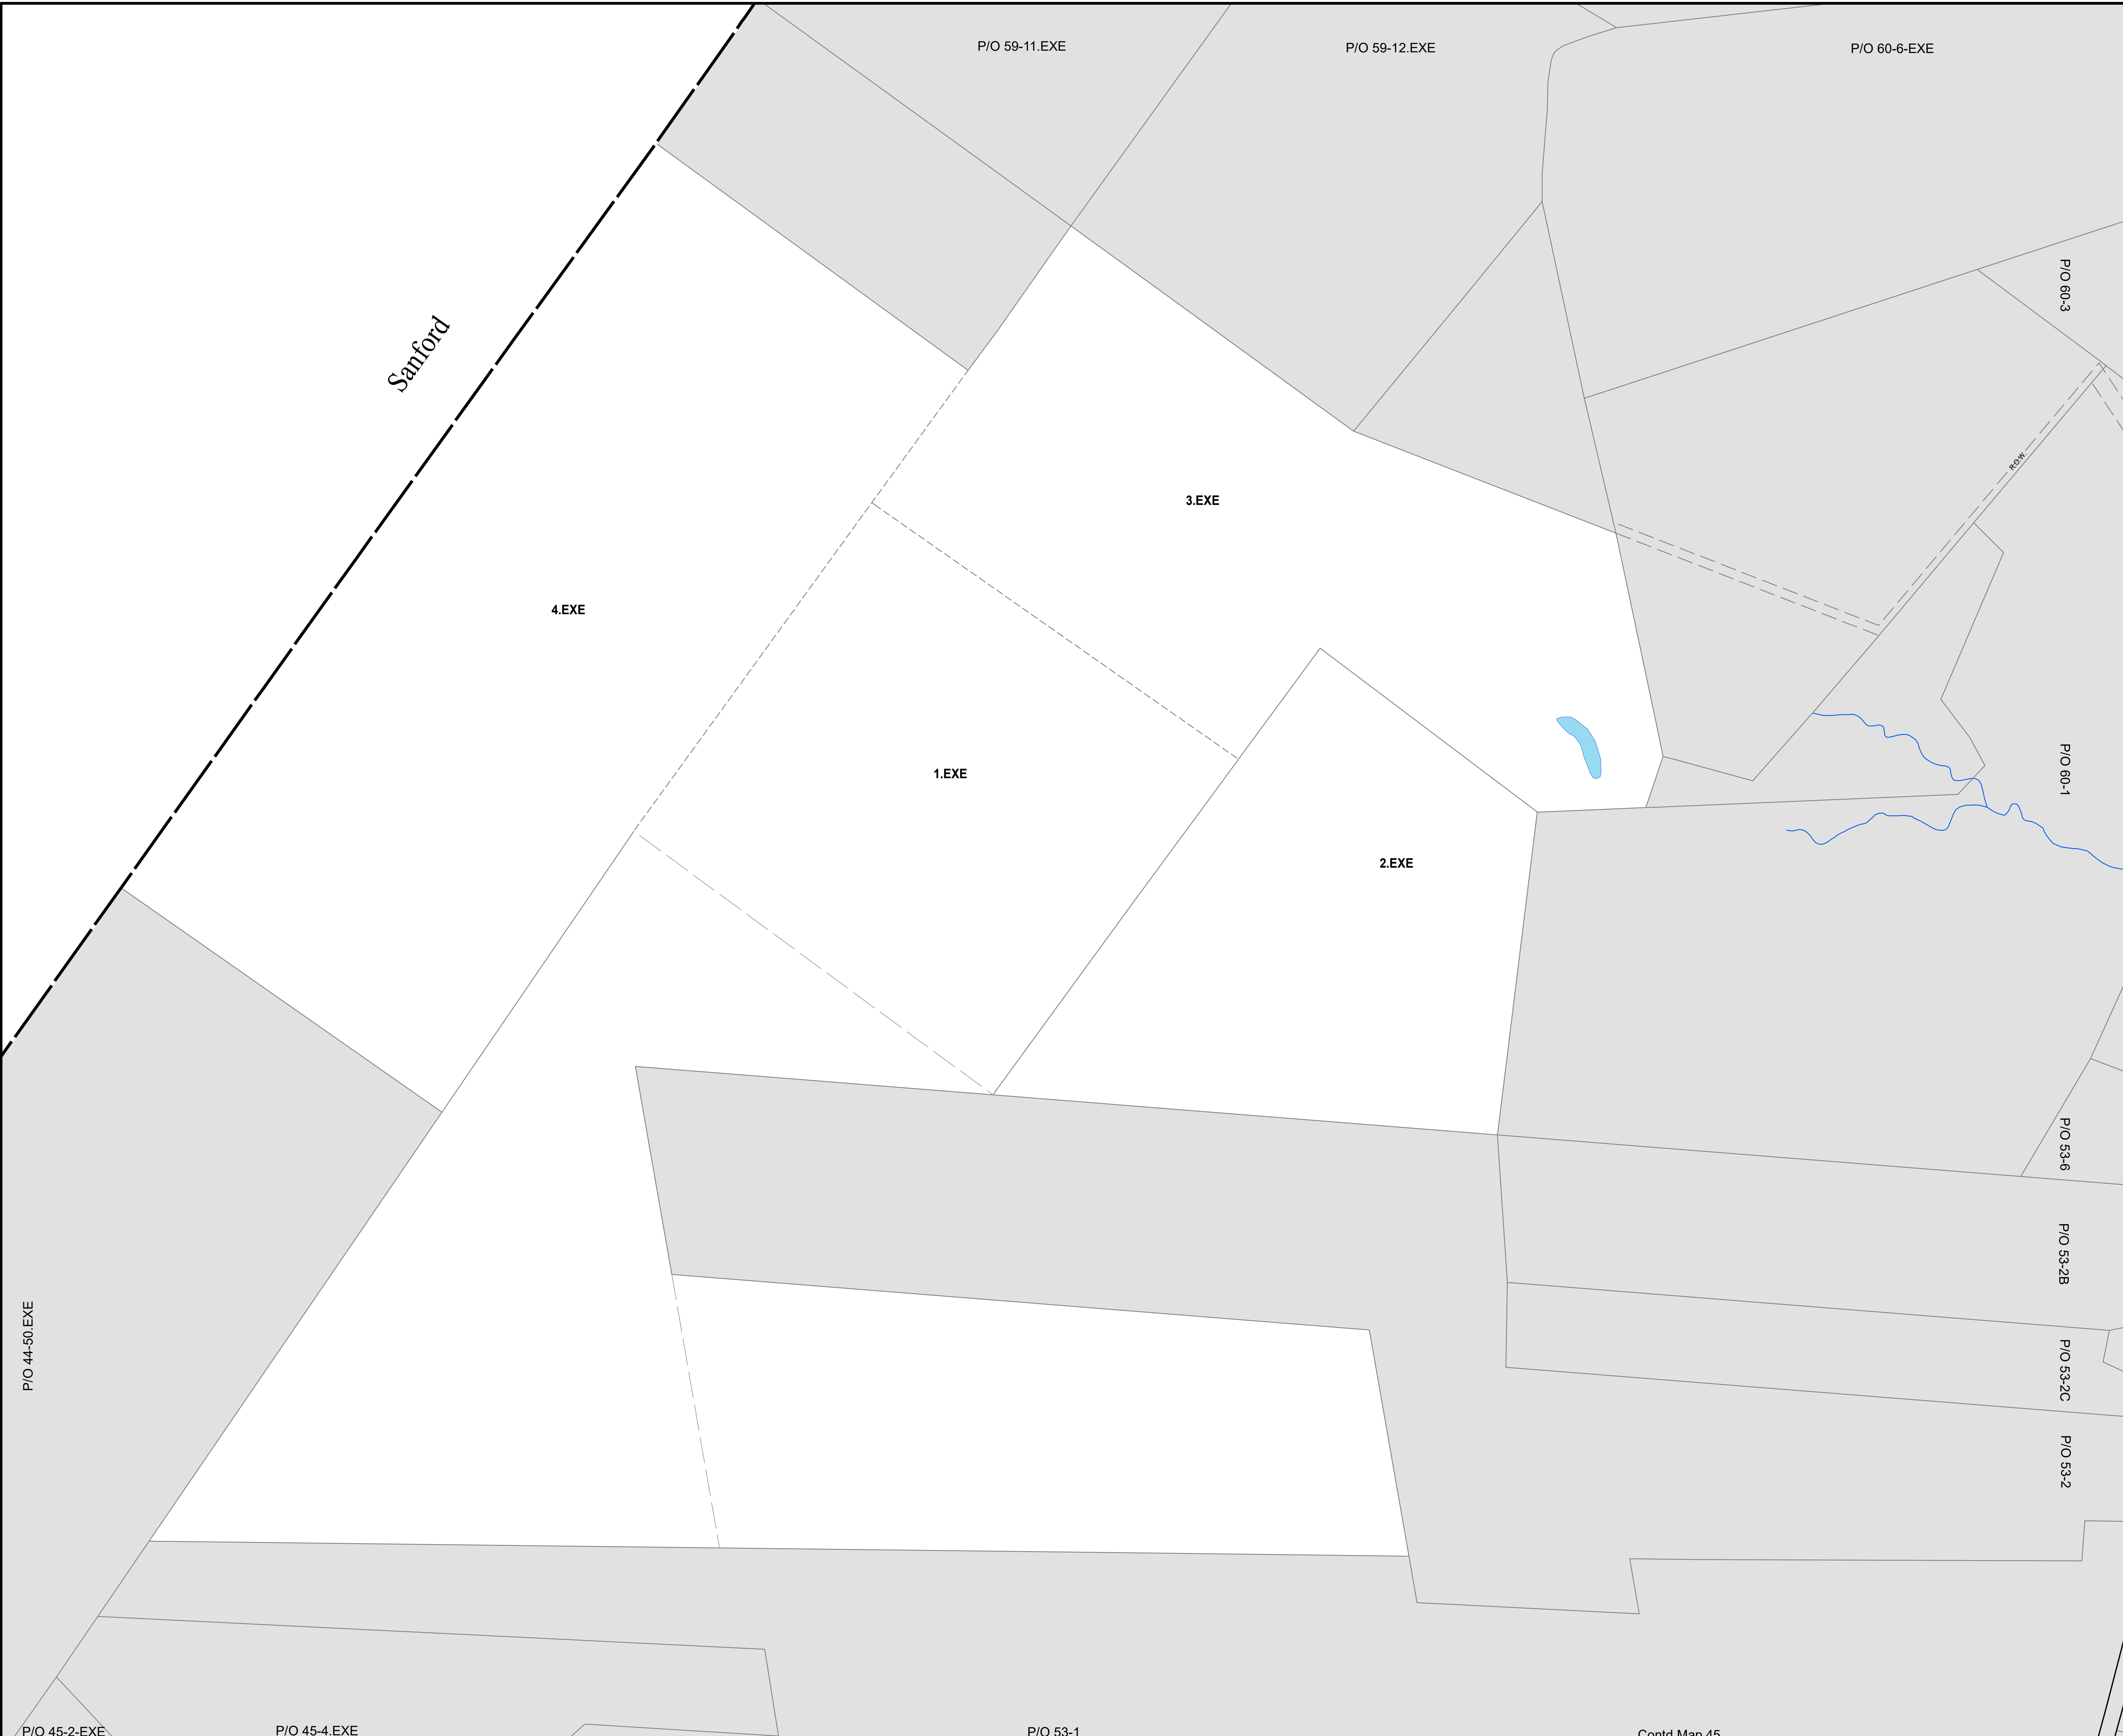 P/O 59-11.EXE
P/O 59-12.EXE
P/O 60-6-EXE
P/O 60-3
Sanford
ROW
3.EXE
4.EXE
1.EXE
P/O 60-1
2.EXE
P/O 53-6
P/O 53-2B
P/O 44-50.EXE
P/O 53-2C
P/O 53-2
P/O 45-2-EXE
P/O 45-4.EXE
P/O 53-1
Contd Map 45